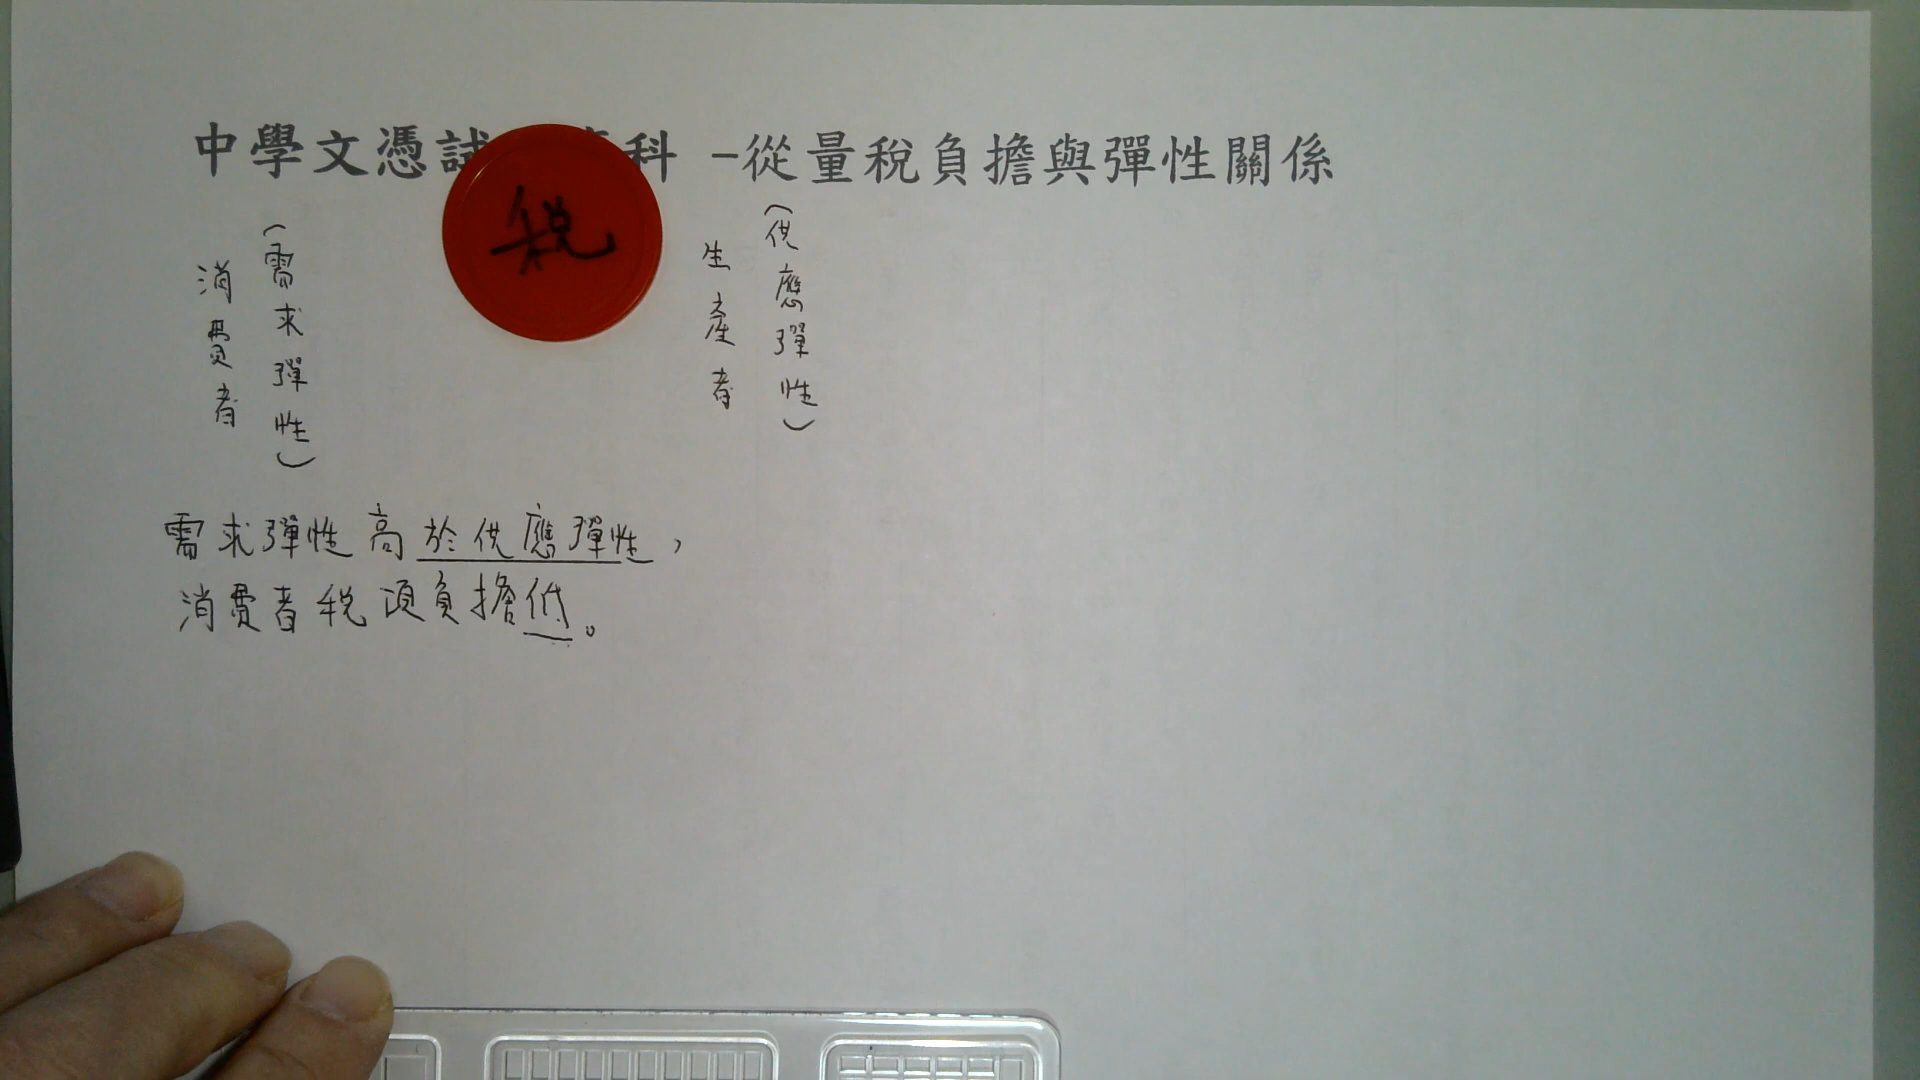 中學文憑試 科 -從量稅負擔與彈性關係
稅
消費者
(需求彈性)
生產者
(供應彈性)
需求彈性高於供應彈性，
消費者稅項負擔低。